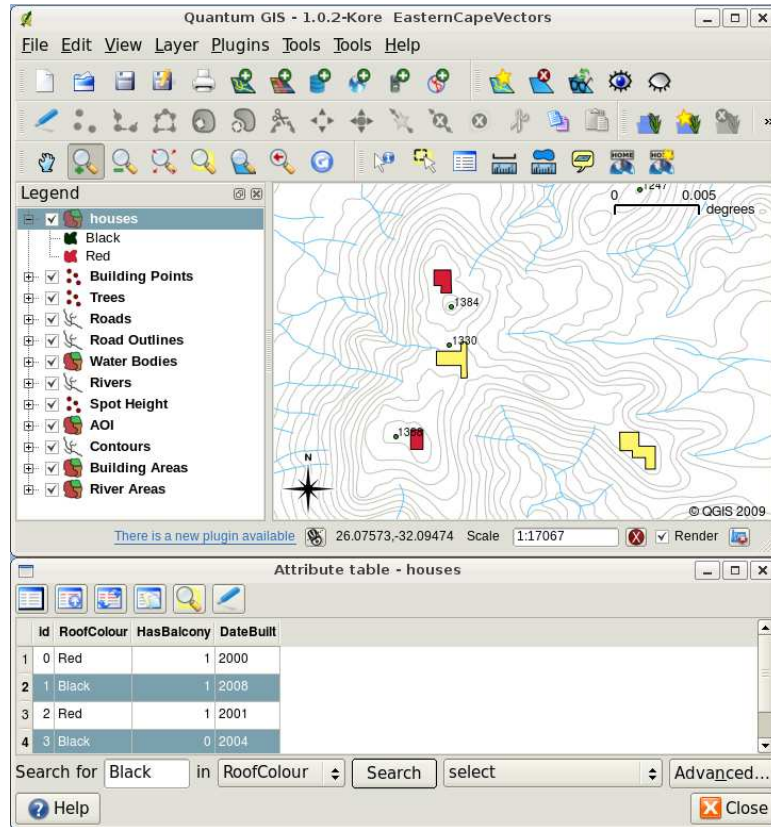 Quantum GIS - 1.0.2-Kore EasternCapeVectors
File Edit View Layer Plugins Tools Tools Help
Legend
houses
Black
Red
Building Points
Trees
Roads
Road Outlines
Water Bodies
Rivers
Spot Height
AOI
Contours
Building Areas
River Areas
1247
0 0.005
degrees
1384
1330
N
© QGIS 2009
There is a new plugin available 26.07573,-32.09474 Scale 1:17067 Render
Attribute table - houses
id RoofColour HasBalcony DateBuilt
1 0 Red 1 2000
2 1 Black 1 2008
3 2 Red 1 2001
4 3 Black 0 2004
Search for Black in RoofColour Search select Advanced...
Help Close